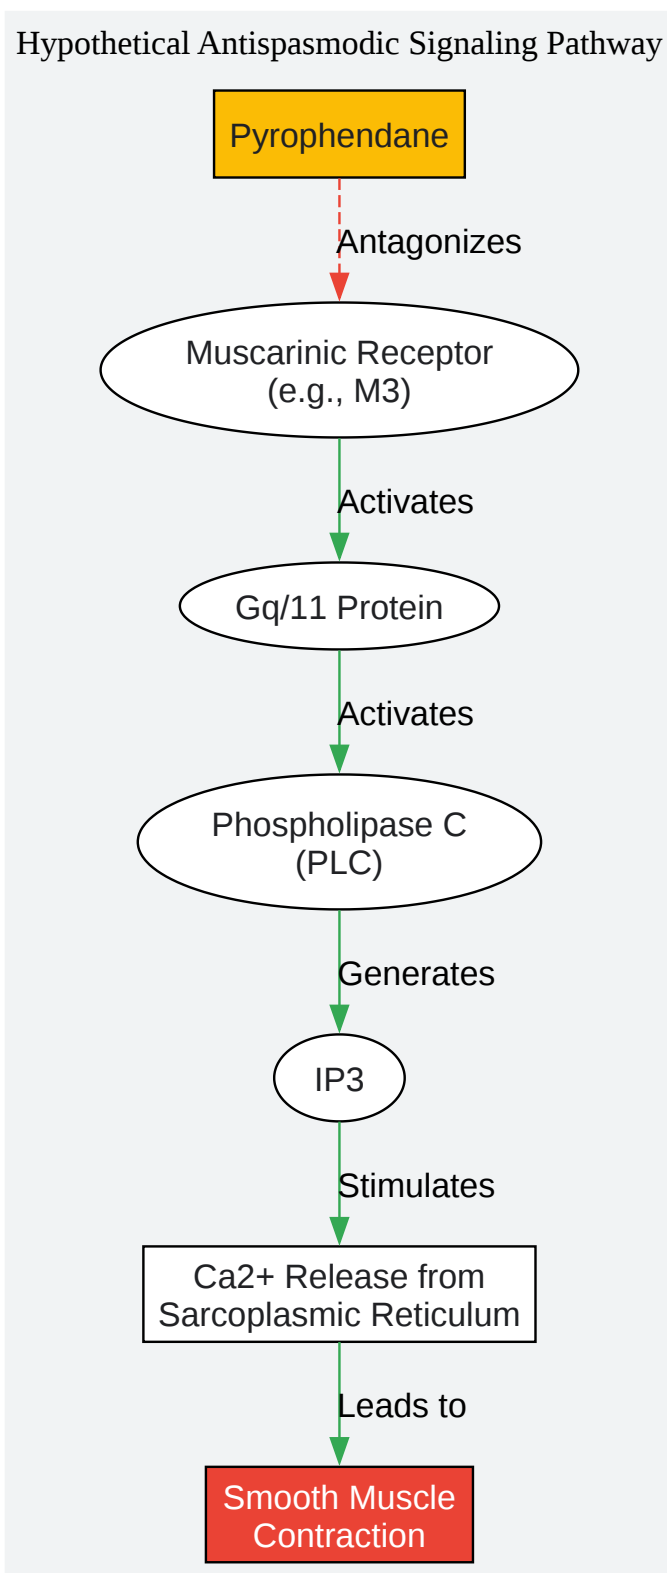 Hypothetical Antispasmodic Signaling Pathway
Pyrophendane
Antagonizes
Muscarinic Receptor
(e.g., M3)
Activates
Gq/11 Protein
Activates
Phospholipase C
(PLC)
Generates
IP3
Stimulates
Ca2+ Release from
Sarcoplasmic Reticulum
Leads to
Smooth Muscle
Contraction